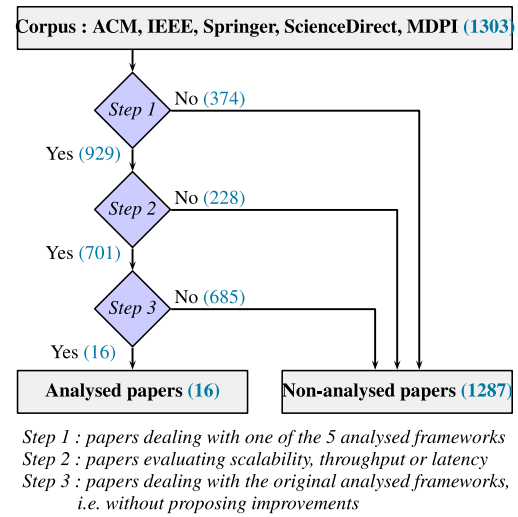 Corpus : ACM, IEEE, Springer, ScienceDirect, MDPI (1303)
Step 1
No (374)
Yes (929)
Step 2
No (228)
Yes (701)
Step 3
No (685)
Yes (16)
Analysed papers (16)
Non-analysed papers (1287)
Step 1 : papers dealing with one of the 5 analysed frameworks
Step 2 : papers evaluating scalability, throughput or latency
Step 3 : papers dealing with the original analysed frameworks,
i.e. without proposing improvements